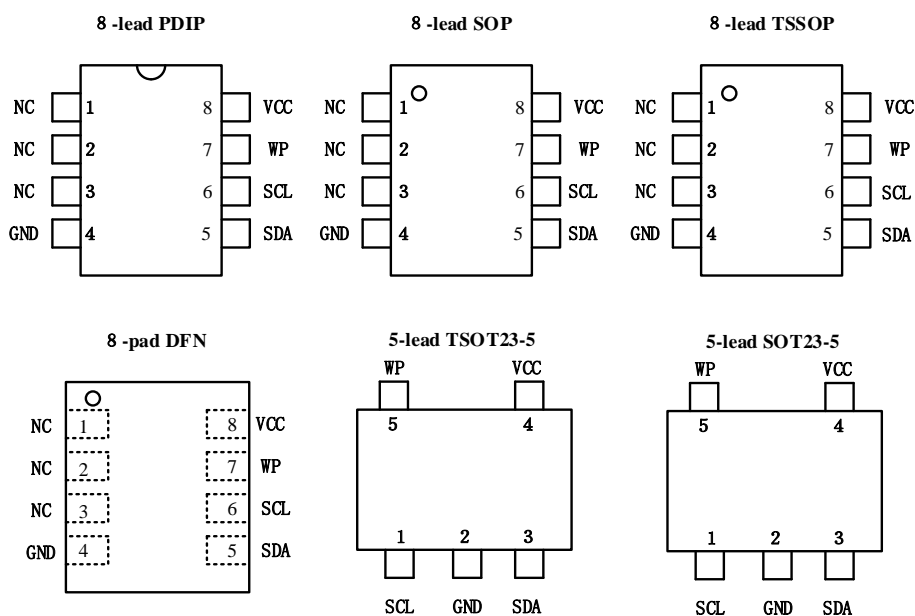 8 -lead PDIP 8 -lead SOP 8 -lead TSSOP
NC 1 8 VCC NC 1 8 VCC NC 1 8 VCC
NC 2 7 WP NC 2 7 WP NC 2 7 WP
NC 3 6 SCL NC 3 6 SCL NC 3 6 SCL
GND 4 5 SDA GND 4 5 SDA GND 4 5 SDA
8 -pad DFN 5-lead TSOT23-5 5-lead SOT23-5
WP VCC WP VCC
NC 1 8 VCC 5 4 5 4
NC 2 7 WP
NC 3 6 SCL
GND 4 5 SDA 1 2 3 1 2 3
SCL GND SDA SCL GND SDA